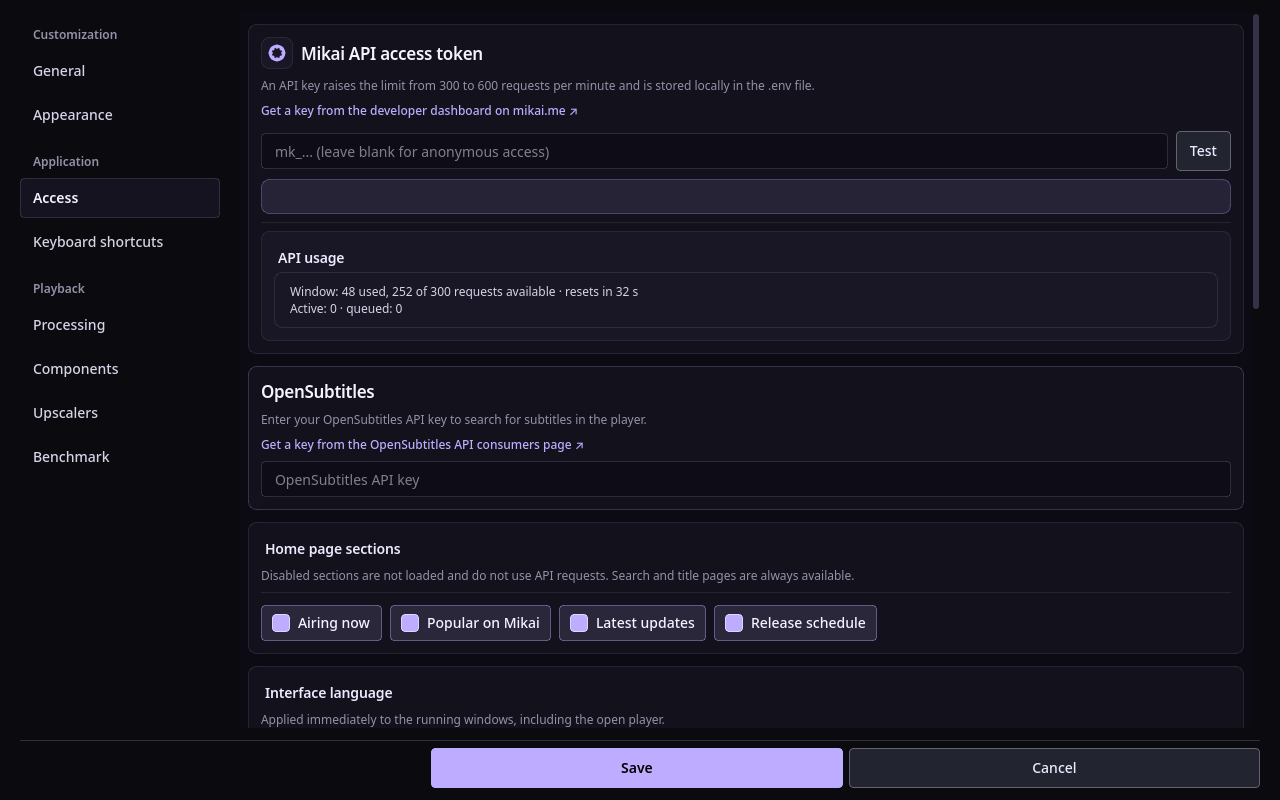 Customization
General
Appearance
Application
Access
Keyboard shortcuts
Playback
Processing
Components
Upscalers
Benchmark
Mikai API access token
An API key raises the limit from 300 to 600 requests per minute and is stored locally in the .env file.
Get a key from the developer dashboard on mikai.me ↗
mk_... (leave blank for anonymous access)
Test
API usage
Window: 48 used, 252 of 300 requests available · resets in 32 s
Active: 0 · queued: 0
OpenSubtitles
Enter your OpenSubtitles API key to search for subtitles in the player.
Get a key from the OpenSubtitles API consumers page ↗
OpenSubtitles API key
Home page sections
Disabled sections are not loaded and do not use API requests. Search and title pages are always available.
Airing now
Popular on Mikai
Latest updates
Release schedule
Interface language
Applied immediately to the running windows, including the open player.
Save
Cancel